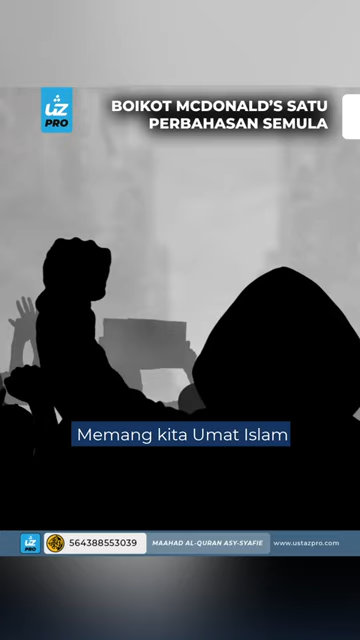 UZ
PRO
BOIKOT MCDONALD'S SATU
PERBAHASAN SEMULA
Memang kita Umat Islam
UZ
PRO
564388553039
MAAHAD AL-QURAN ASY-SYAFIE
www.ustazpro.com